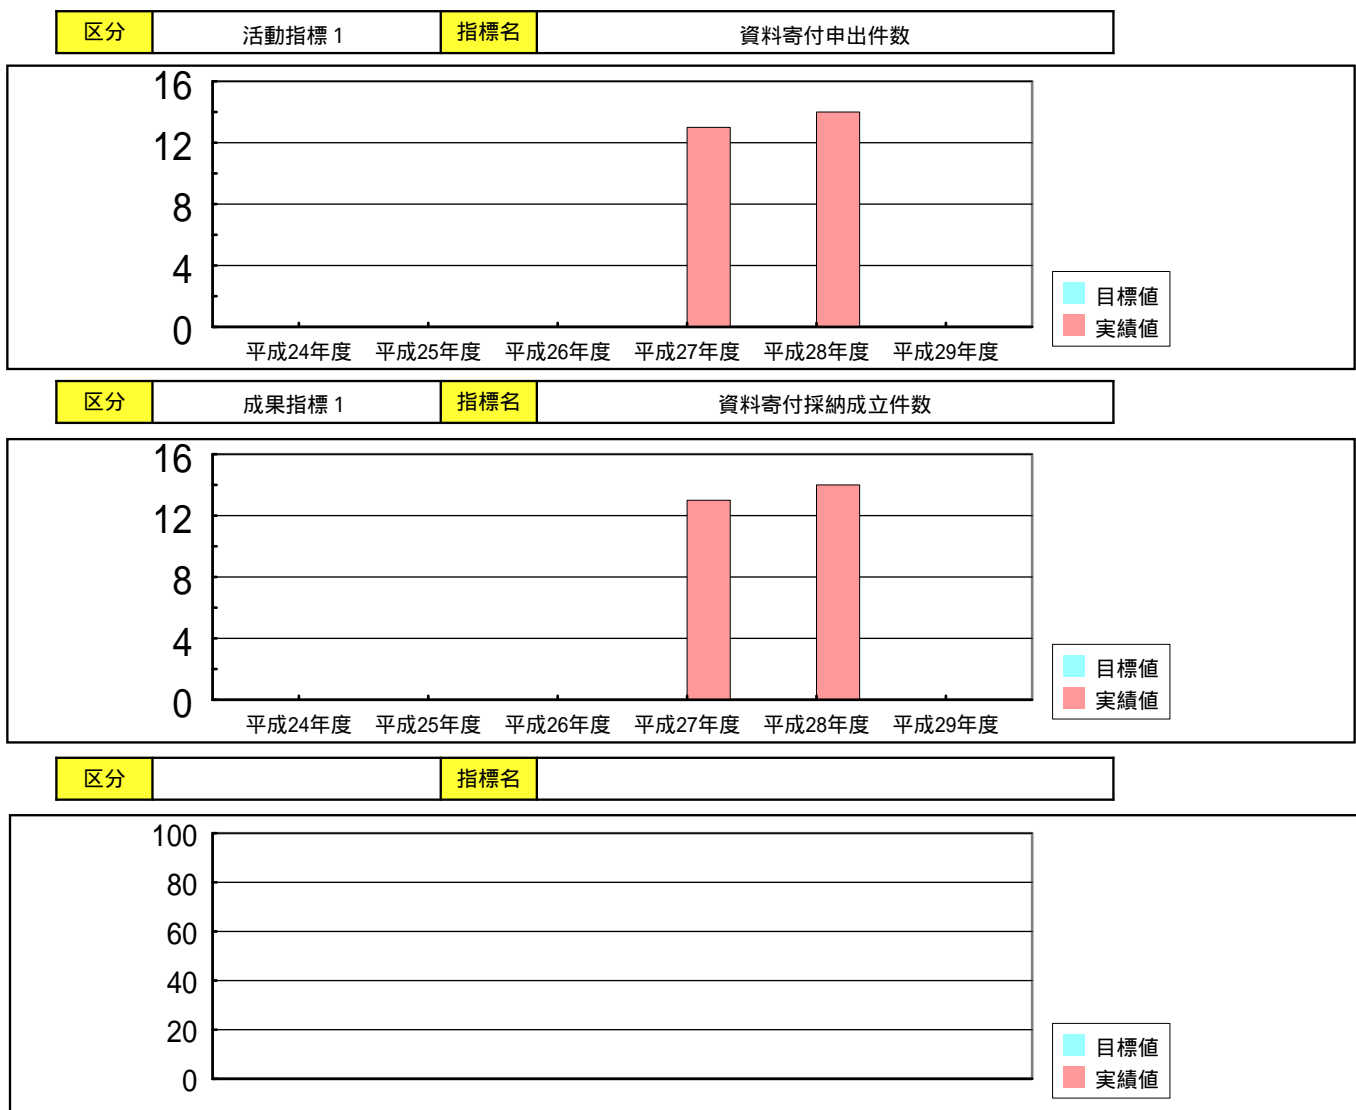 区分 活動指標1 指標名 資料寄付申出件数
16
12
8
4
0
平成24年度 平成25年度 平成26年度 平成27年度 平成28年度 平成29年度
目標値
実績値
区分 成果指標1 指標名 資料寄付採納成立件数
16
12
8
4
0
平成24年度 平成25年度 平成26年度 平成27年度 平成28年度 平成29年度
目標値
実績値
区分 指標名
100
80
60
40
20
0
目標値
実績値